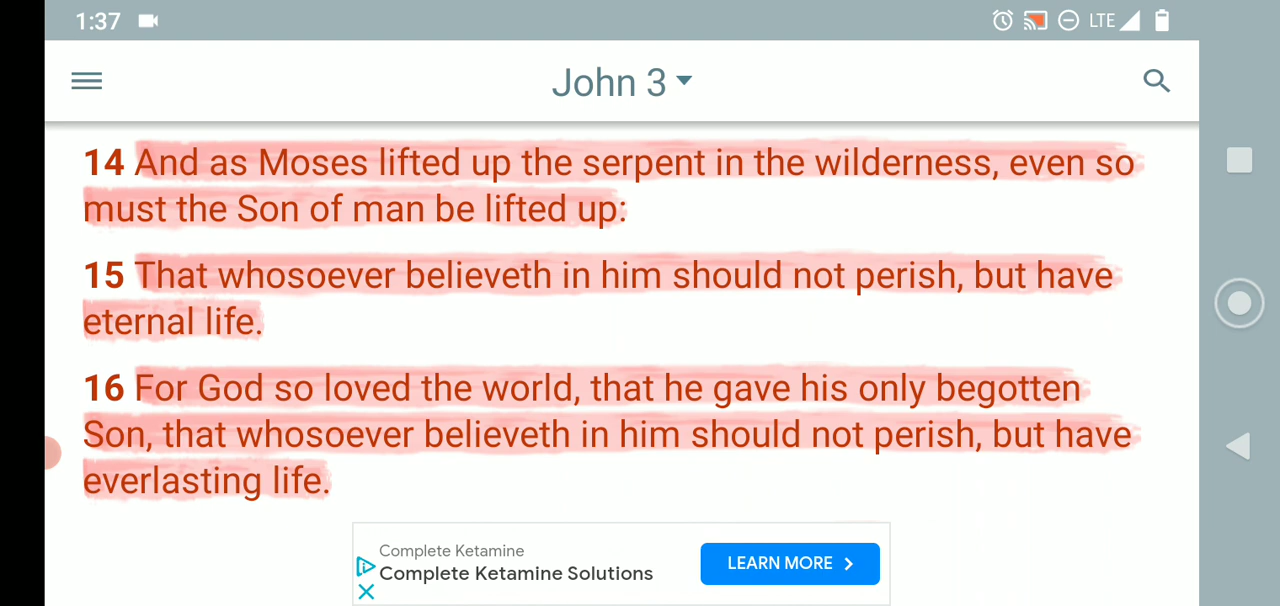 1:37
LTE
John 3
14 And as Moses lifted up the serpent in the wilderness, even so
must the Son of man be lifted up:
15 That whosoever believeth in him should not perish, but have
eternal life.
16 For God so loved the world, that he gave his only begotten
Son, that whosoever believeth in him should not perish, but have
everlasting life.
Complete Ketamine
Complete Ketamine Solutions
LEARN MORE